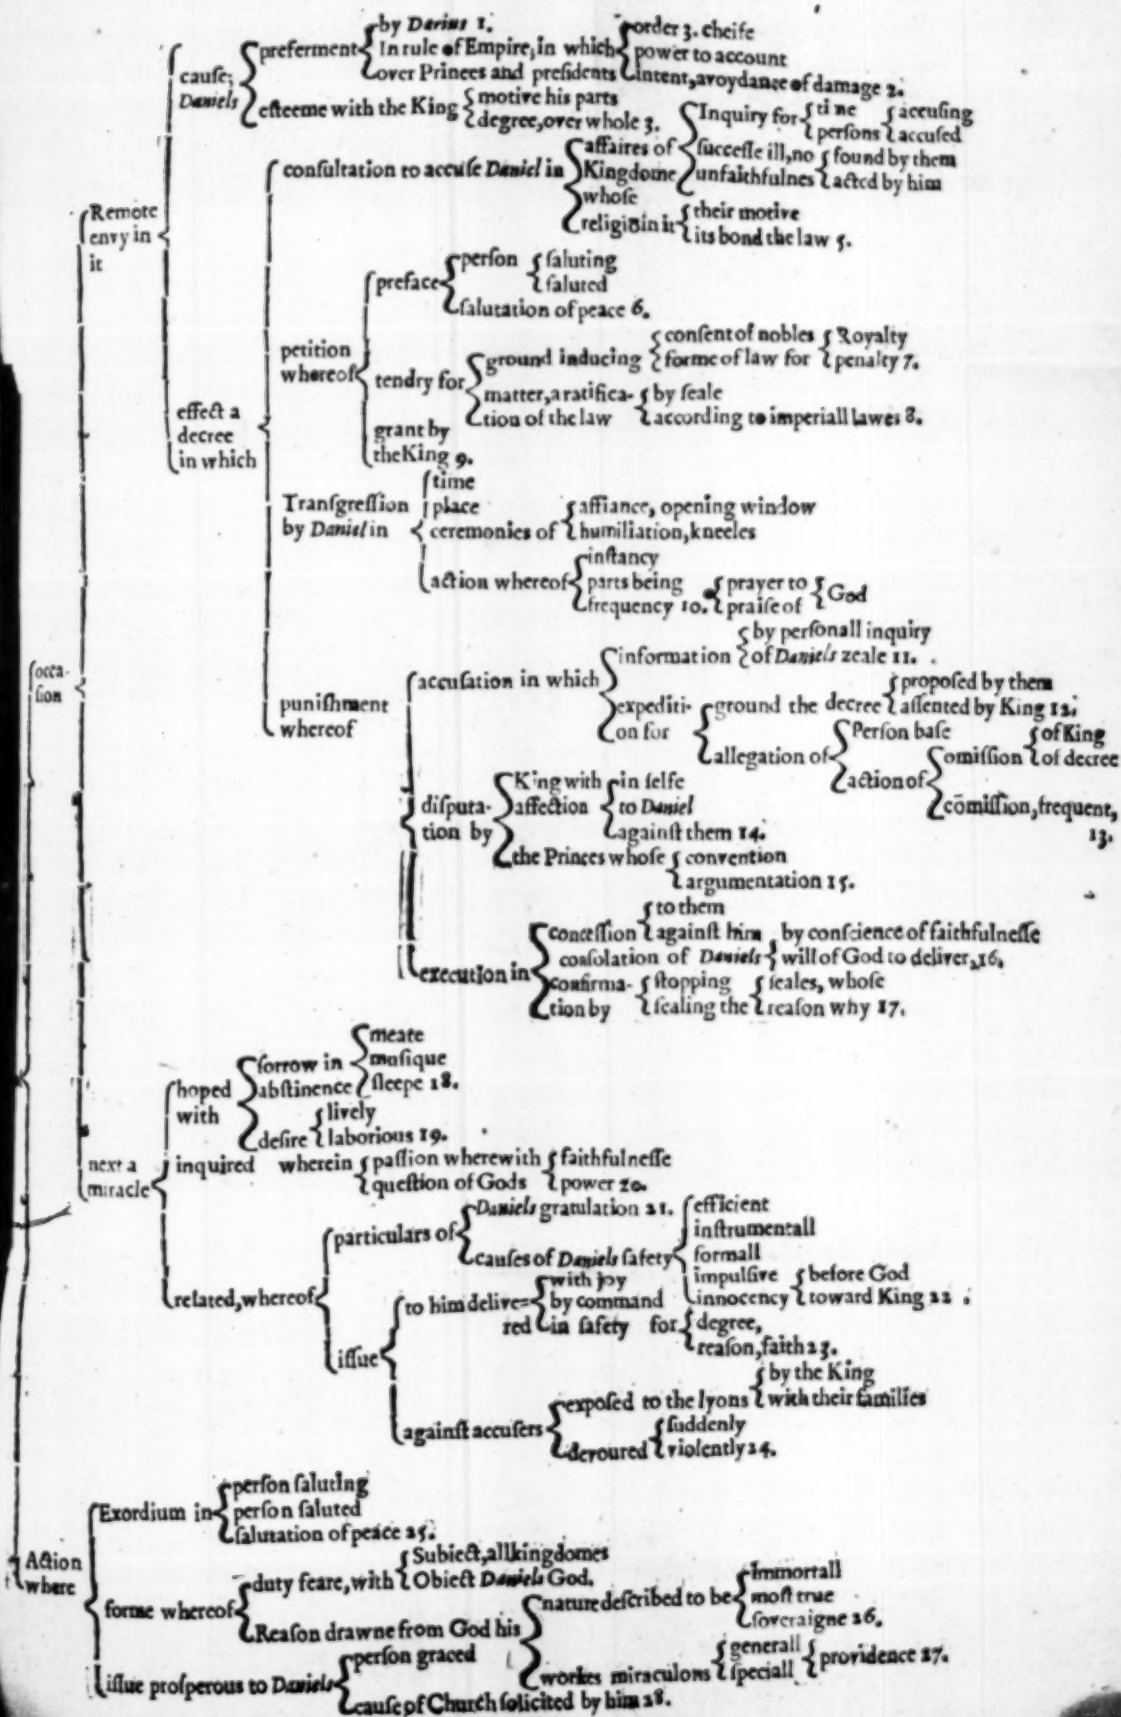 by Darius 1.
order 3. cheife
preferment
In rule of Empire, in which
power to account
cauſe;
over Princes and preſidents
intent, avoydance of damage 2.
Daniels
eſteeme with the King
motive his parts
degree, over whole 3.
Inquiry for
time
accuſing
perſons
accuſed
affaires of
ſucceſſe ill, no
found by them
conſultation to accuſe Daniel in
Kingdome
unfaithfulnes
acted by him
whoſe
religiō in it
their motive
its bond the law 5.
Remote
envy in
it
perſon
ſaluting
ſaluted
preface
ſalutation of peace 6.
petition
whereof
conſent of nobles
Royalty
ground inducing
forme of law for
penalty 7.
tendry for
matter, a ratifica-
by ſeale
tion of the law
according to imperiall lawes 8.
effect a
decree
in which
grant by
the King 9.
time
Tranſgreſſion
place
affiance, opening window
by Daniel in
ceremonies of
humiliation, kneeles
inſtancy
action whereof
parts being
prayer to
God
frequency 10.
praiſe of
by perſonall inquiry
information
of Daniels zeale 11.
occa-
ſion
accuſation in which
propoſed by them
puniſhment
expediti-
ground the decree
aſſented by King 12.
whereof
on for
Perſon baſe
of King
allegation of
omiſſion
of decree
action of
cōmiſſion, frequent,
13.
King with
in ſelfe
diſputa-
affection
to Daniel
tion by
againſt them 14.
the Princes whoſe
convention
argumentation 15.
to them
conceſſion
againſt him
by conſcience of faithfulneſſe
conſolation of Daniels
will of God to deliver, 16.
execution in
confirma-
ſtopping
ſeales, whoſe
tion by
ſealing the
reaſon why 17.
meate
ſorrow in
muſique
hoped
abſtinence
ſleepe 18.
with
lively
deſire
laborious 19.
next a
miracle
inquired wherein
paſſion wherewith
faithfulneſſe
queſtion of Gods
power 20.
Daniels gratulation 21.
efficient
inſtrumentall
particulars of
cauſes of Daniels ſafety
formall
impulſive
before God
innocency
toward King 22.
related, whereof
with joy
to him delive=
by command
red
in ſafety for
degree,
reaſon, faith 23.
iſſue
by the King
expoſed to the lyons
with their families
againſt accuſers
ſuddenly
devoured
violently 24.
perſon ſaluting
Exordium in
perſon ſaluted
ſalutation of peace 25.
Action
where
Subiect, all kingdomes
duty feare, with
Obiect Daniels God.
Immortall
nature deſcribed to be
moſt true
forme whereof
ſoveraigne 26.
Reaſon drawne from God his
generall
providence 27.
workes miraculous
ſpeciall
perſon graced
iſſue proſperous to Daniels
cauſe of Church ſolicited by him 28.